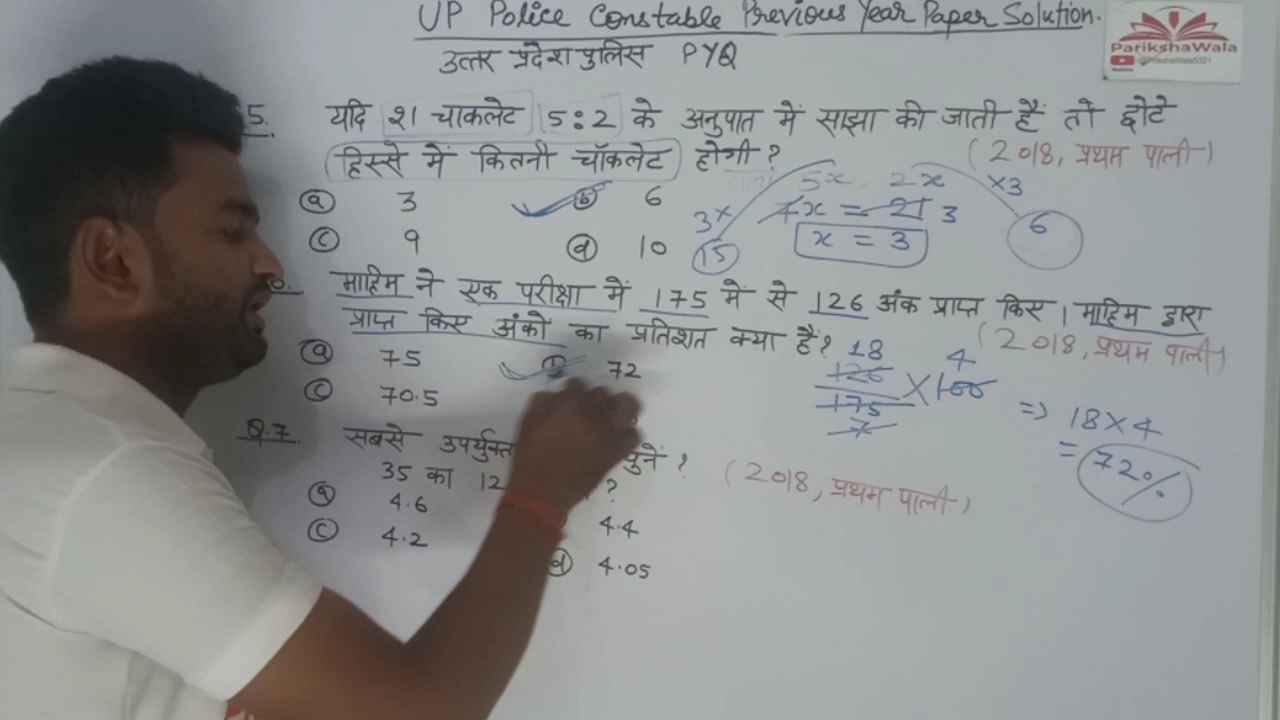 UP Police Constable Previous Year Paper Solution.
उत्तर प्रदेश पुलिस PYQ
ParikshaWala
YouTube
5. यदि 21 चाकलेट 5:2 के अनुपात में साझा की जाती हैं तो छोटे
हिस्से में कितनी चॉकलेट होगी?
(2018, प्रथम पाली)
(a) 3 (b) 6
(c) 9 (d) 10
5x, 2x ×3
3× 7x = 21 3
15 x = 3 6
माहिम ने एक परीक्षा में 175 में से 126 अंक प्राप्त किए। माहिम द्वारा
प्राप्त किए अंकों का प्रतिशत क्या है?
(2018, प्रथम पाली)
(a) 75 72
(c) 70.5
18 4
126 × 100
175
7
=> 18×4
= 72%
Q.7. सबसे उपर्युक्त चुनें?
(2018, प्रथम पाली)
35 का 12 ?
(a) 4.6 4.4
(c) 4.2 (d) 4.05